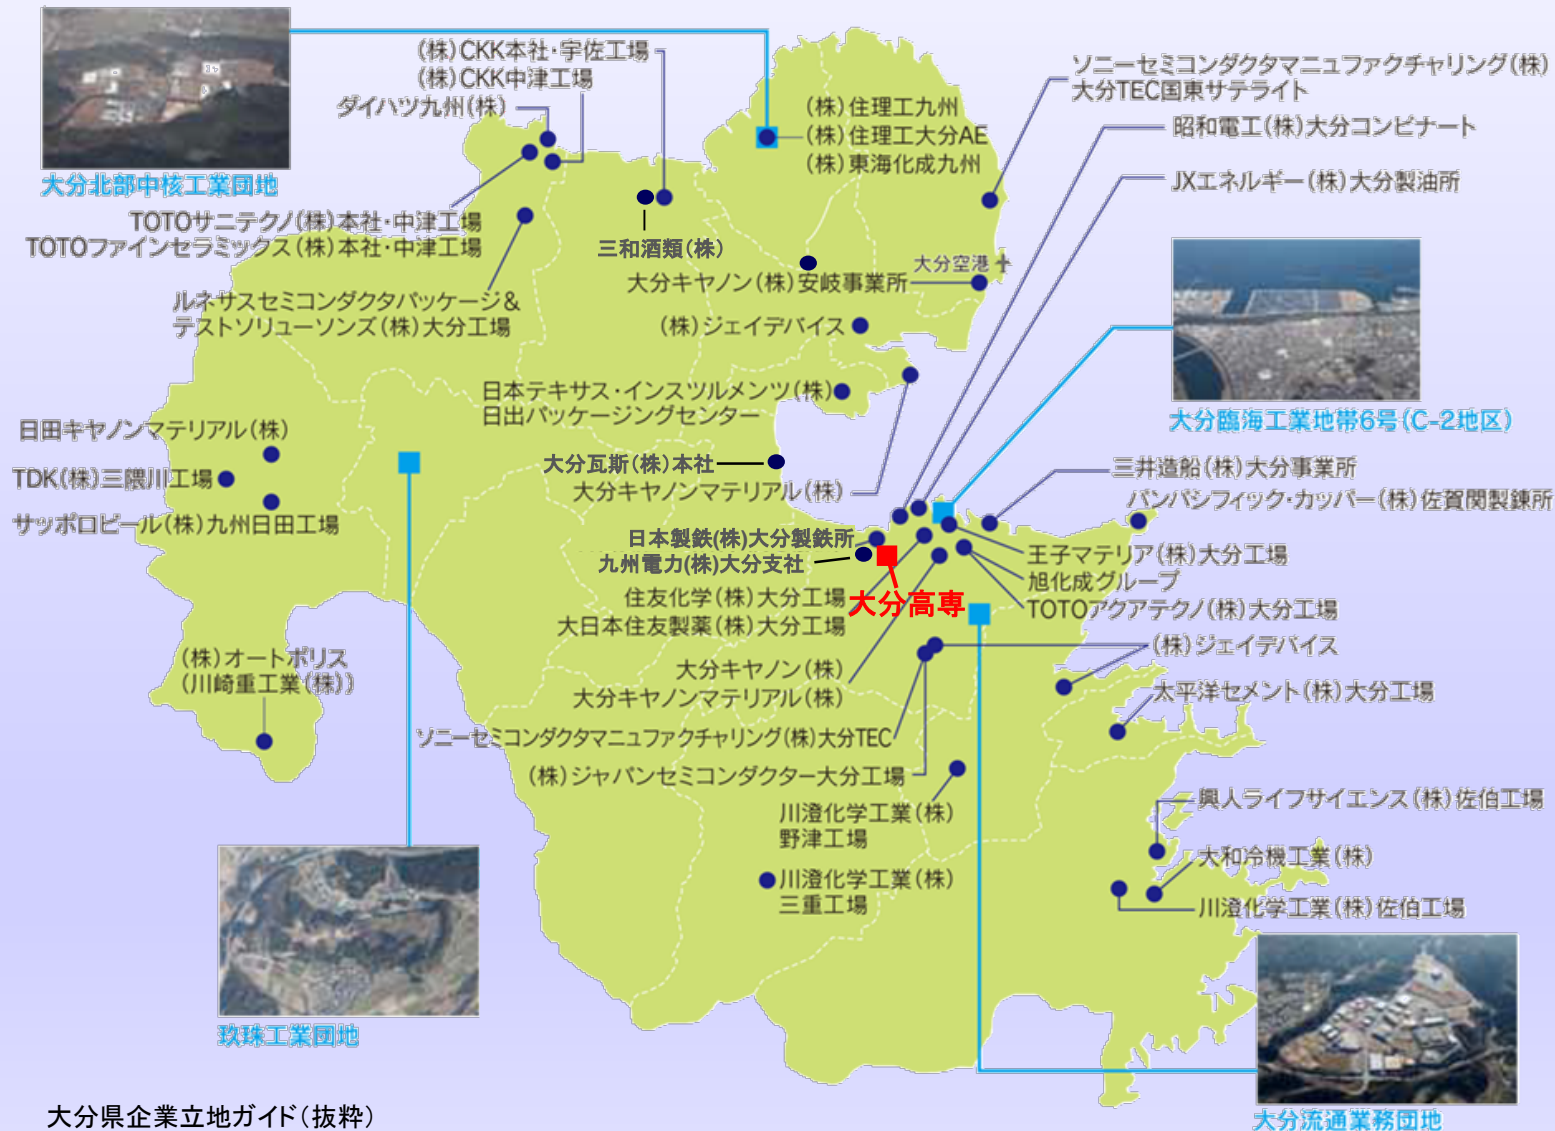 (株)CKK本社・宇佐工場
(株)CKK中津工場
ダイハツ九州(株)
大分北部中核工業団地
TOTOサニテクノ(株)本社・中津工場
TOTOファインセラミックス(株)本社・中津工場
三和酒類(株)
ルネサスセミコンダクタパッケージ&
テストソリューソンズ(株)大分工場
(株)住理工九州
(株)住理工大分AE
(株)東海化成九州
ソニーセミコンダクタマニュファクチャリング(株)
大分TEC国東サテライト
昭和電工(株)大分コンビナート
JXエネルギー(株)大分製油所
大分空港
大分キヤノン(株)安岐事業所
(株)ジェイデバイス
日本テキサス・インスツルメンツ(株)
日出パッケージングセンター
大分臨海工業地帯6号(C-2地区)
日田キヤノンマテリアル(株)
TDK(株)三隈川工場
サッポロビール(株)九州日田工場
大分瓦斯(株)本社
大分キヤノンマテリアル(株)
三井造船(株)大分事業所
パンパシフィック・カッパー(株)佐賀関製錬所
日本製鉄(株)大分製鉄所
九州電力(株)大分支社
王子マテリア(株)大分工場
旭化成グループ
TOTOアクアテクノ(株)大分工場
住友化学(株)大分工場
大日本住友製薬(株)大分工場
大分高専
(株)ジェイデバイス
大分キヤノン(株)
大分キヤノンマテリアル(株)
太平洋セメント(株)大分工場
(株)オートポリス
(川崎重工業(株))
ソニーセミコンダクタマニュファクチャリング(株)大分TEC
(株)ジャパンセミコンダクター大分工場
川澄化学工業(株)
野津工場
興人ライフサイエンス(株)佐伯工場
大和冷機工業(株)
川澄化学工業(株)
三重工場
川澄化学工業(株)佐伯工場
玖珠工業団地
大分流通業務団地
大分県企業立地ガイド(抜粋)